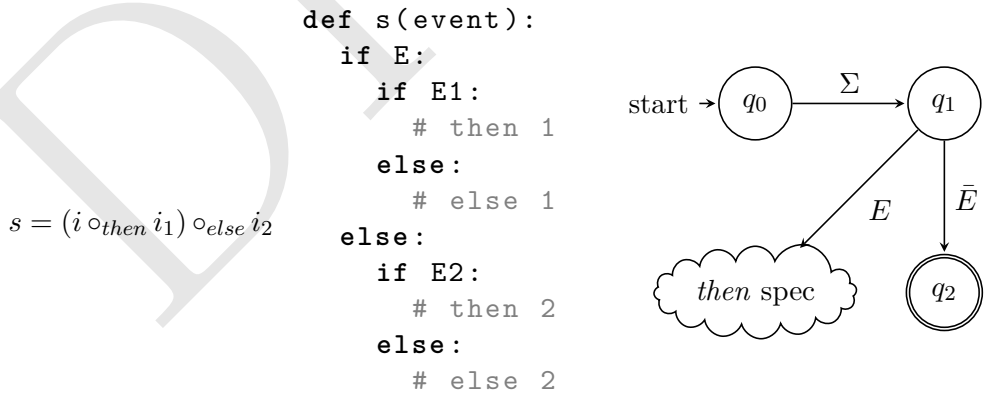 s = (i ∘then i1) ∘else i2
def s(event):
if E:
if E1:
# then 1
else:
# else 1
else:
if E2:
# then 2
else:
# else 2
start
q0
Σ
q1
E
Ē
then spec
q2